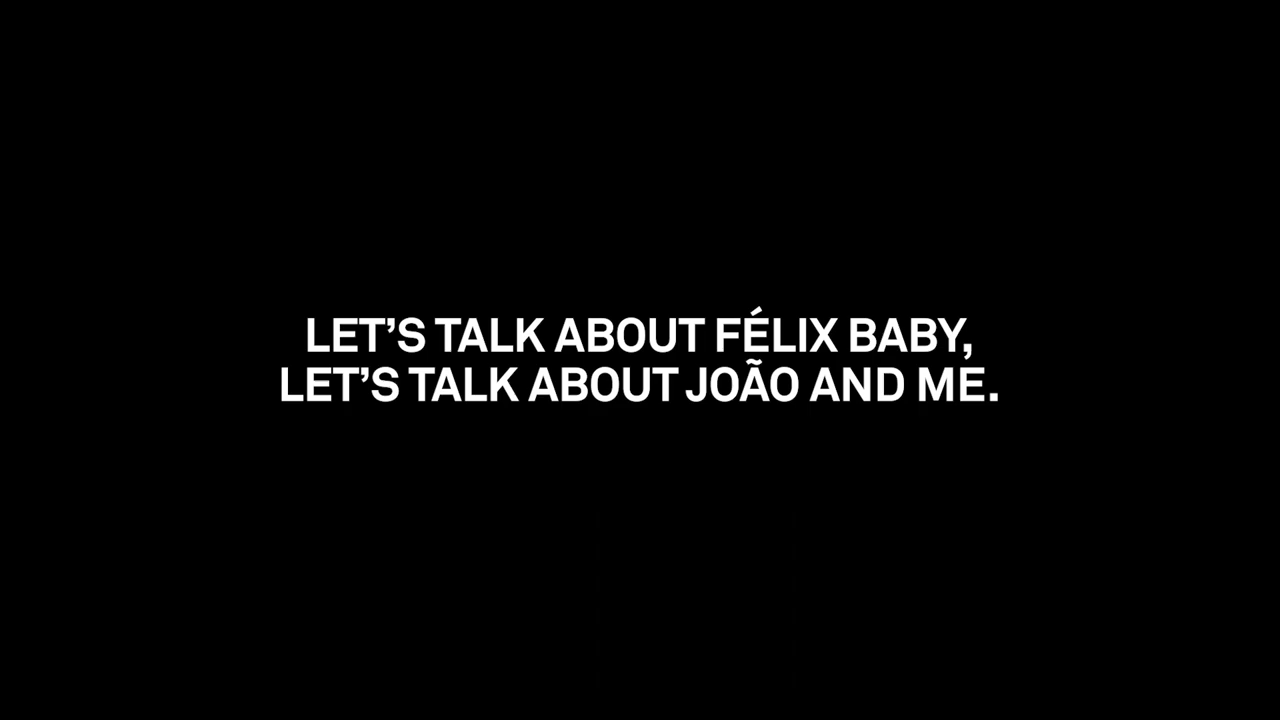 LET’S TALK ABOUT FÉLIX BABY,
LET’S TALK ABOUT JOÃO AND ME.